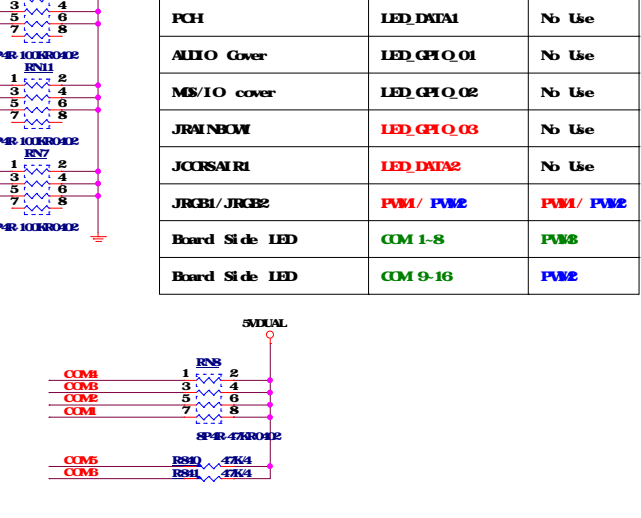 3 4
5 6
7 8
P4R-100KR0402
RN11
1 2
3 4
5 6
7 8
P4R-100KR0402
RN7
1 2
3 4
5 6
7 8
P4R-100KR0402
PCH LED_DATA1 No Use
AUDIO Cover LED_GPIO_01 No Use
MOS/IO cover LED_GPIO_02 No Use
JRAINBOW1 LED_GPIO_03 No Use
JCORSAIR1 LED_DATA2 No Use
JRGB1/JRGB2 PWM1/ PWM2 PWM1/ PWM2
Board Side LED COM 1~8 PWM3
Board Side LED COM 9~16 PWM2
5VDUAL
RN8
COM4 1 2
COM3 3 4
COM2 5 6
COM1 7 8
8P4R-47KR0402
COM5 R840 47K/4
COM6 R841 47K/4